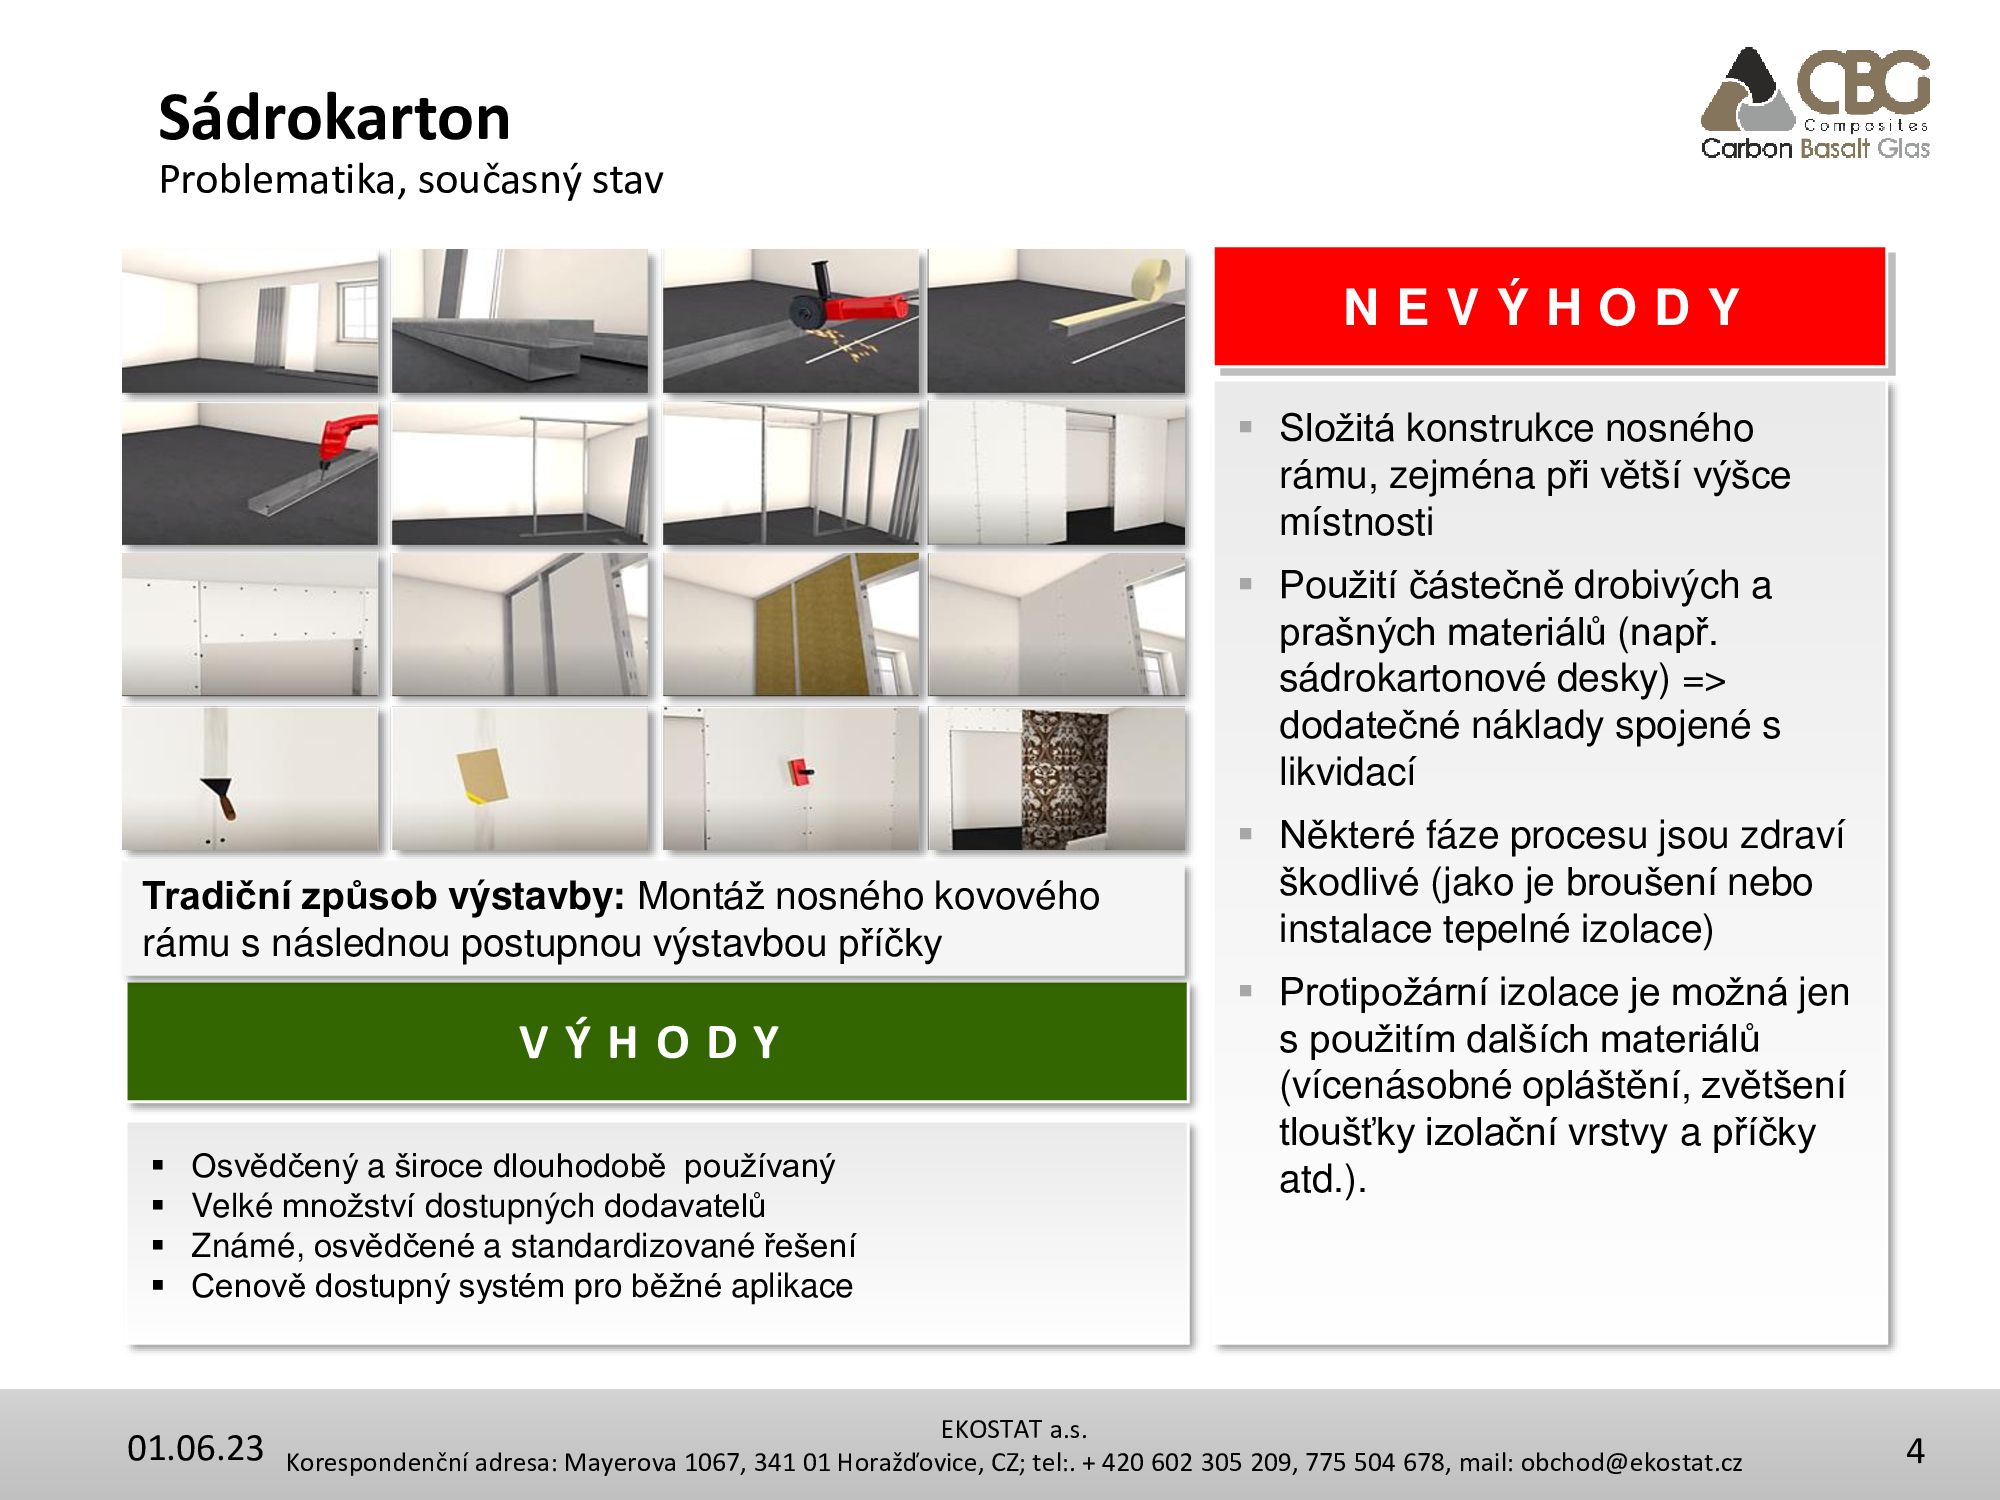 Sádrokarton
Problematika, současný stav
CBG
Composites
Carbon Basalt Glas
Tradiční způsob výstavby: Montáž nosného kovového
rámu s následnou postupnou výstavbou příčky
VÝHODY
▪ Osvědčený a široce dlouhodobě  používaný
▪ Velké množství dostupných dodavatelů
▪ Známé, osvědčené a standardizované řešení
▪ Cenově dostupný systém pro běžné aplikace
NEVÝHODY
▪ Složitá konstrukce nosného
rámu, zejména při větší výšce
místnosti
▪ Použití částečně drobivých a
prašných materiálů (např.
sádrokartonové desky) =>
dodatečné náklady spojené s
likvidací
▪ Některé fáze procesu jsou zdraví
škodlivé (jako je broušení nebo
instalace tepelné izolace)
▪ Protipožární izolace je možná jen
s použitím dalších materiálů
(vícenásobné opláštění, zvětšení
tloušťky izolační vrstvy a příčky
atd.).
01.06.23
EKOSTAT a.s.
Korespondenční adresa: Mayerova 1067, 341 01 Horažďovice, CZ; tel:. + 420 602 305 209, 775 504 678, mail: obchod@ekostat.cz
4